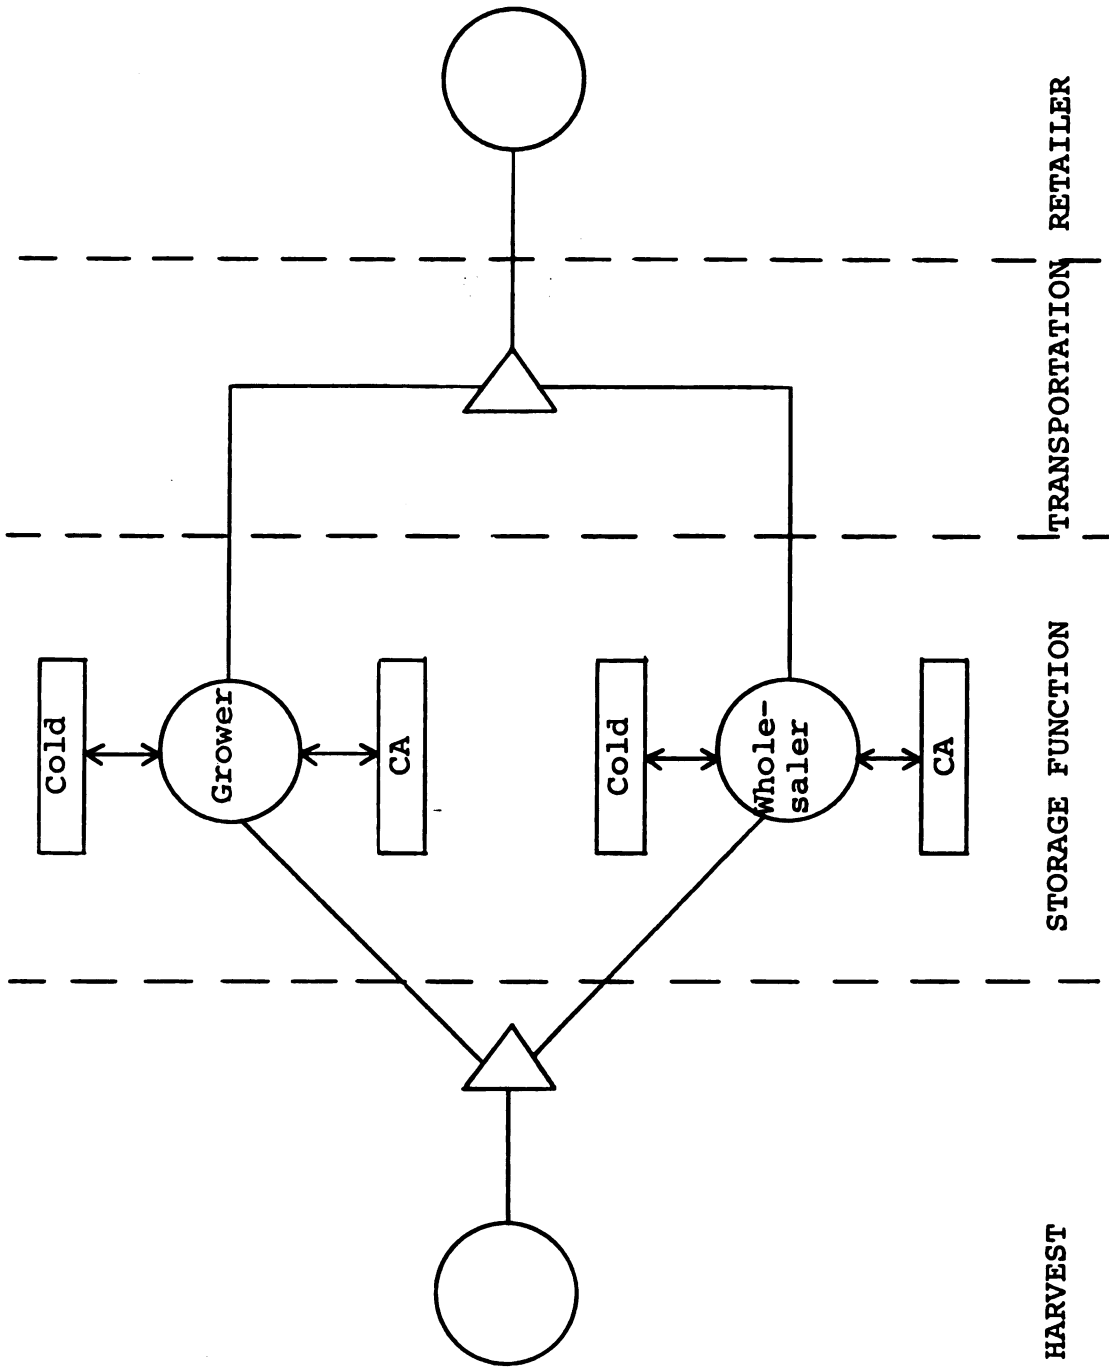 Cold
Grower
CA
Cold
Whole-
saler
CA
HARVEST
STORAGE FUNCTION
TRANSPORTATION
RETAILER